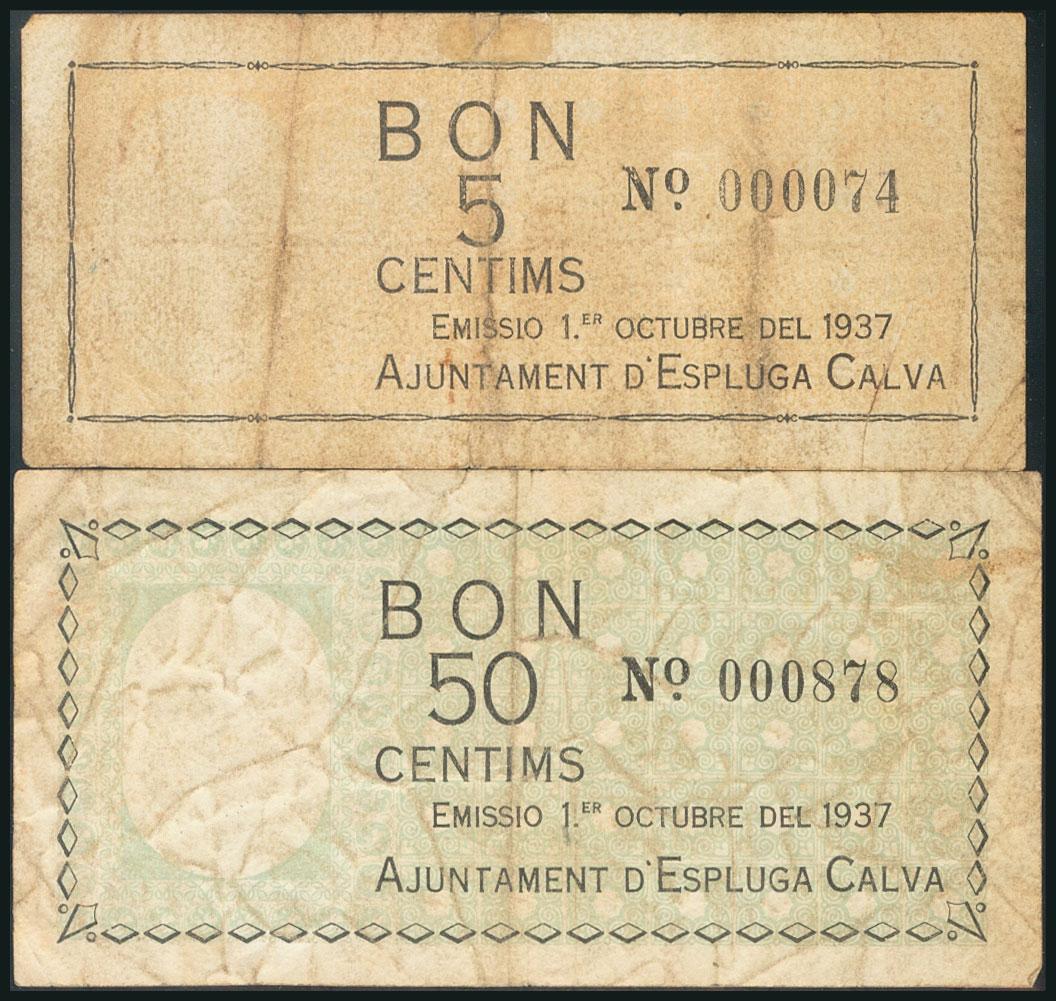 BON
5
Nº 000074
CENTIMS
EMISSIO 1.ER OCTUBRE DEL 1937
AJUNTAMENT D'ESPLUGA CALVA
BON
50
Nº 000878
CENTIMS
EMISSIO 1.ER OCTUBRE DEL 1937
AJUNTAMENT D'ESPLUGA CALVA